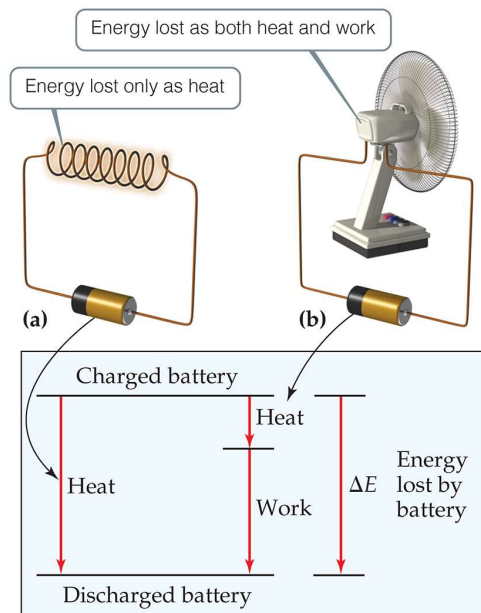 Energy lost as both heat and work
Energy lost only as heat
(a)
(b)
Charged battery
Heat
Heat
Work
ΔE
Energy
lost by
battery
Discharged battery